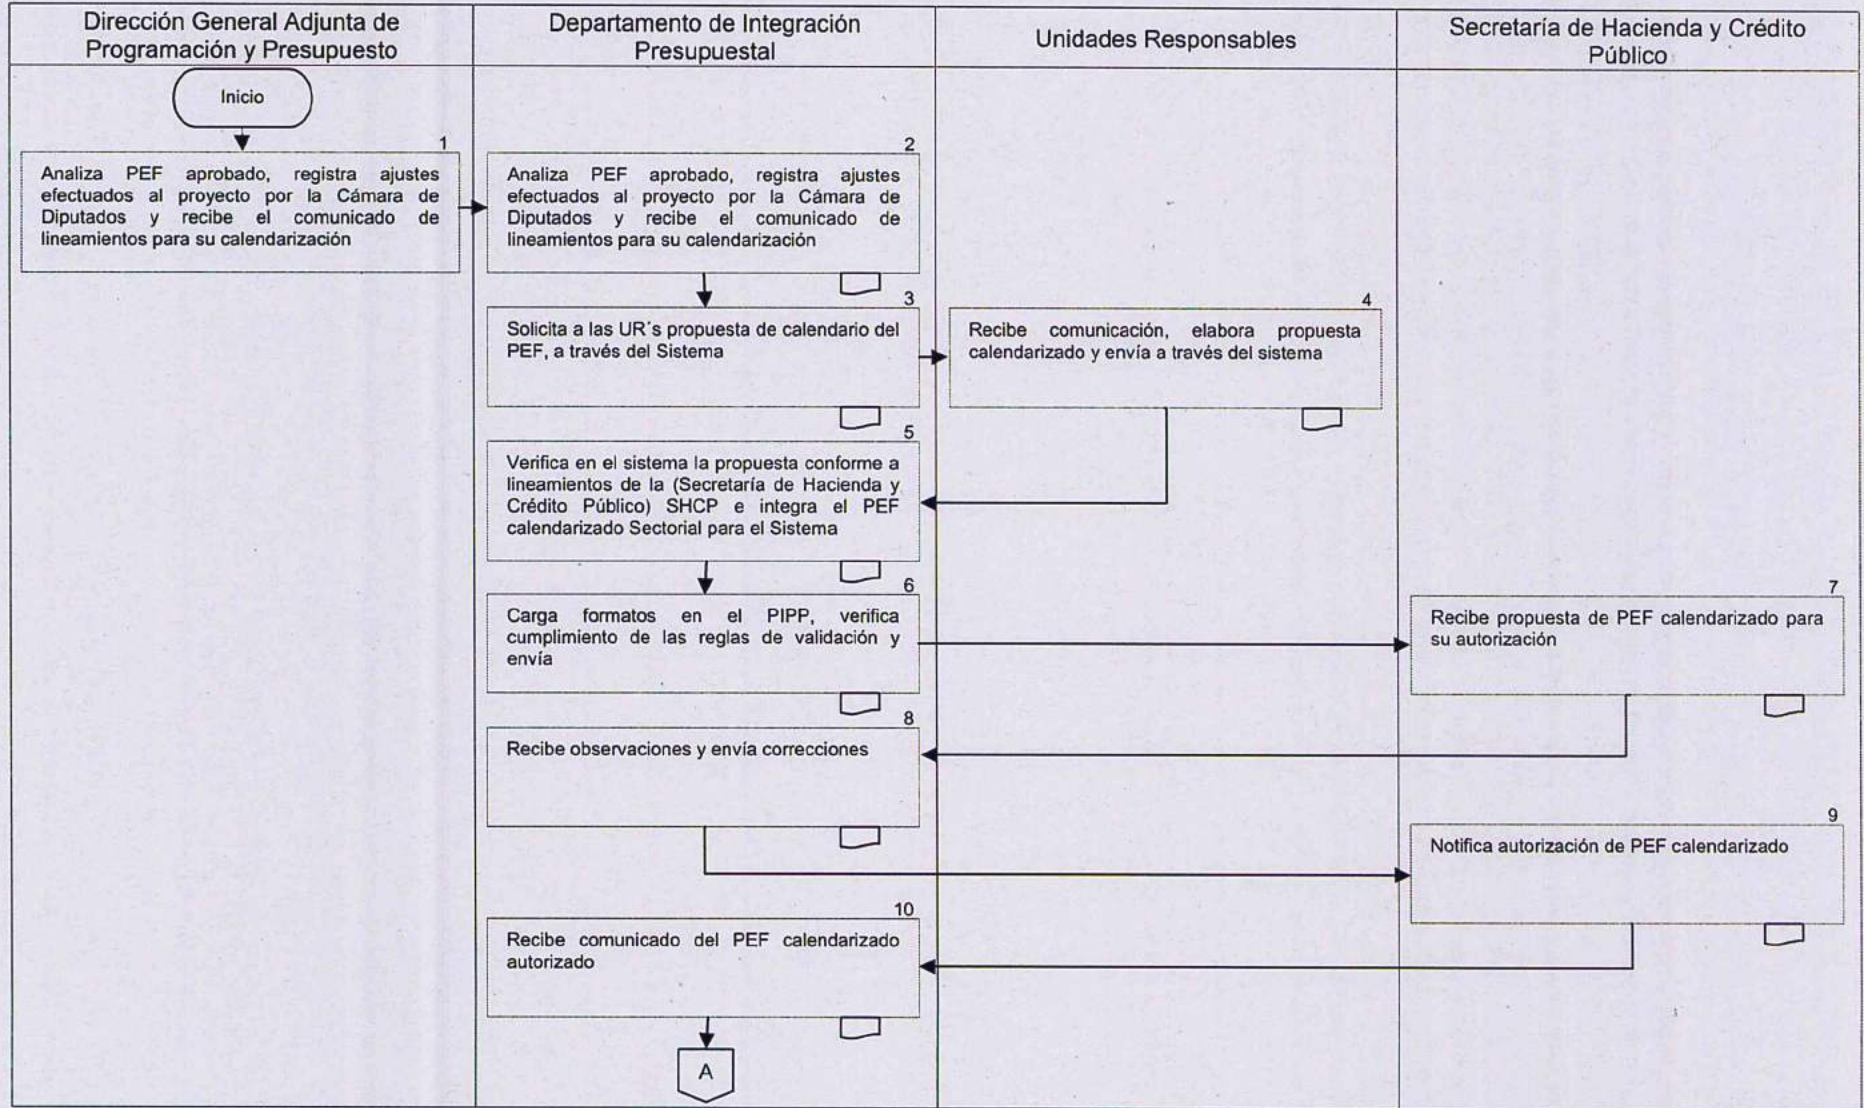 Dirección General Adjunta de
Programación y Presupuesto
Departamento de Integración
Presupuestal
Unidades Responsables
Secretaría de Hacienda y Crédito
Público
Inicio
1
Analiza PEF aprobado, registra ajustes
efectuados al proyecto por la Cámara de
Diputados y recibe el comunicado de
lineamientos para su calendarización
2
Analiza PEF aprobado, registra ajustes
efectuados al proyecto por la Cámara de
Diputados y recibe el comunicado de
lineamientos para su calendarización
3
Solicita a las UR´s propuesta de calendario del
PEF, a través del Sistema
4
Recibe comunicación, elabora propuesta
calendarizado y envía a través del sistema
5
Verifica en el sistema la propuesta conforme a
lineamientos de la (Secretaría de Hacienda y
Crédito Público) SHCP e integra el PEF
calendarizado Sectorial para el Sistema
6
Carga formatos en el PIPP, verifica
cumplimiento de las reglas de validación y
envía
7
Recibe propuesta de PEF calendarizado para
su autorización
8
Recibe observaciones y envía correcciones
9
Notifica autorización de PEF calendarizado
10
Recibe comunicado del PEF calendarizado
autorizado
A